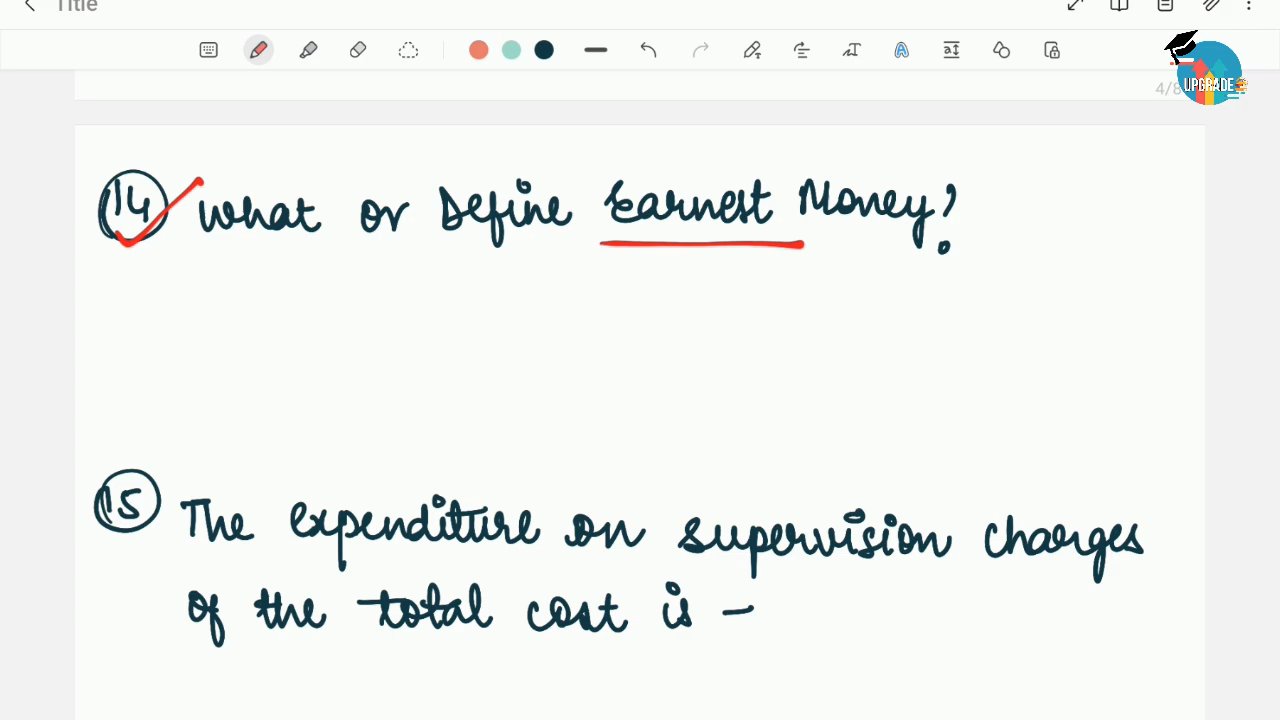 Title
UPGRADE
4/8
14 What or Define Earnest Money?
15 The expenditure on supervision charges
of the total cost is -